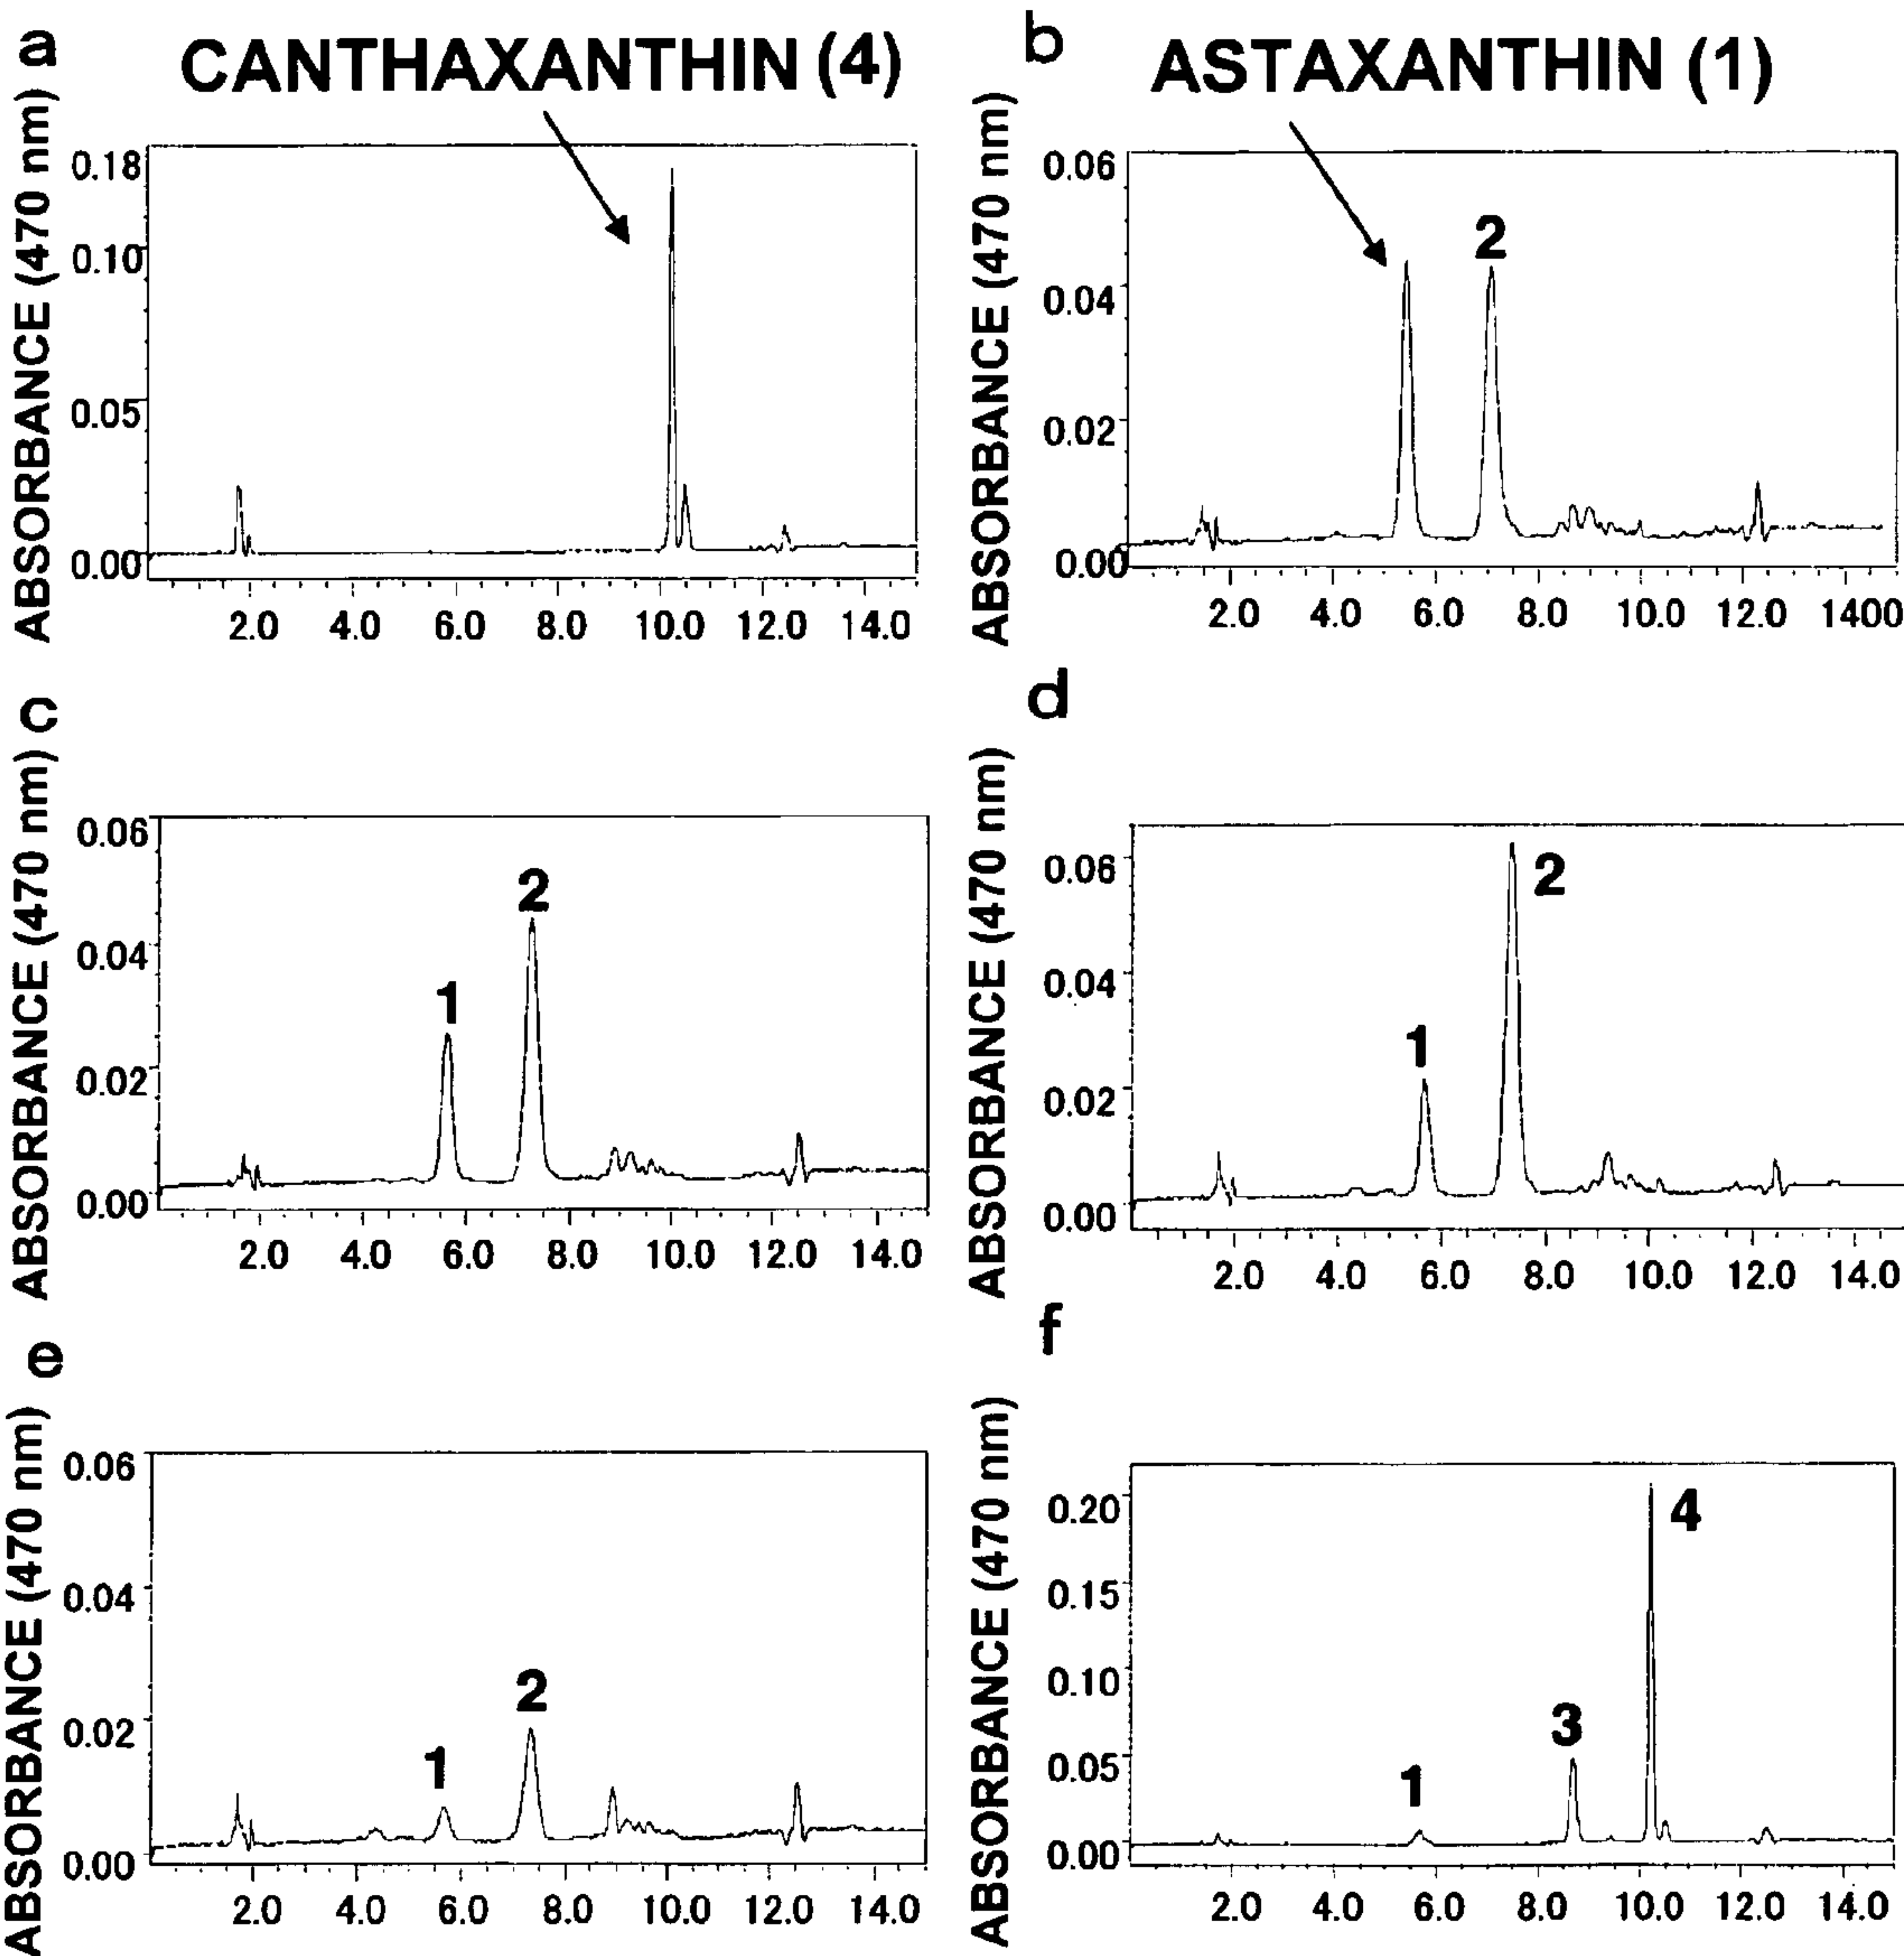 a
CANTHAXANTHIN (4)
ABSORBANCE (470 nm)
0.18
0.10
0.05
0.00
2.0 4.0 6.0 8.0 10.0 12.0 14.0
b
ASTAXANTHIN (1)
ABSORBANCE (470 nm)
0.06
2
0.04
0.02
0.00
2.0 4.0 6.0 8.0 10.0 12.0 1400
c
ABSORBANCE (470 nm)
0.06
2
0.04
1
0.02
0.00
2.0 4.0 6.0 8.0 10.0 12.0 14.0
d
ABSORBANCE (470 nm)
0.06
2
0.04
1
0.02
0.00
2.0 4.0 6.0 8.0 10.0 12.0 14.0
e
ABSORBANCE (470 nm)
0.06
0.04
2
0.02
1
0.00
2.0 4.0 6.0 8.0 10.0 12.0 14.0
f
ABSORBANCE (470 nm)
0.20
4
0.15
0.10
3
0.05
1
0.00
2.0 4.0 6.0 8.0 10.0 12.0 14.0